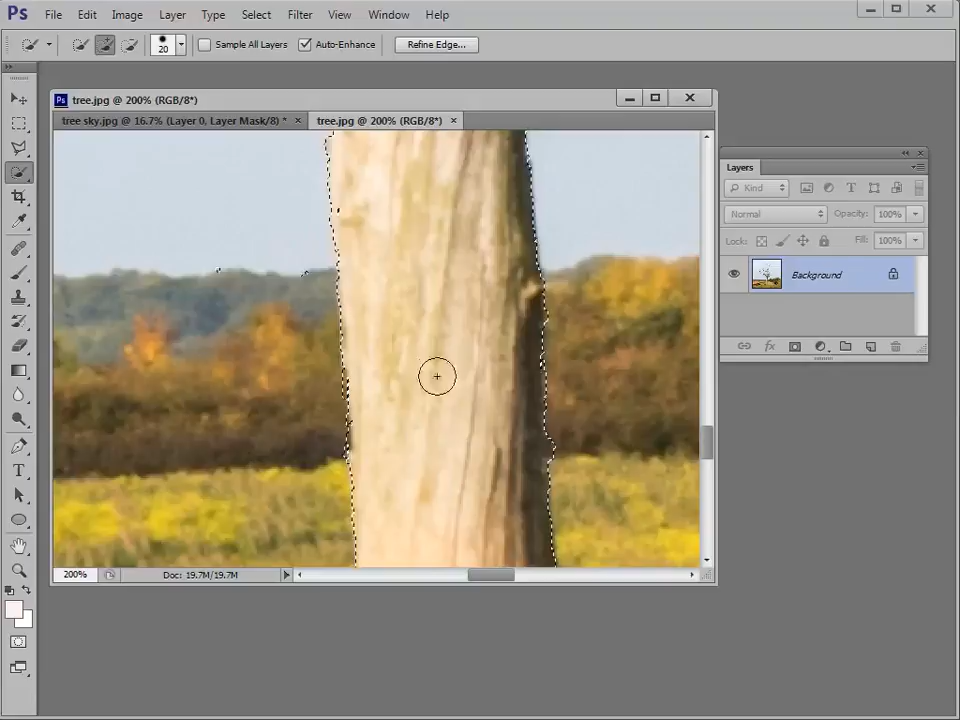 Ps File Edit Image Layer Type Select Filter View Window Help
20 Sample All Layers Auto-Enhance Refine Edge...
Ps tree.jpg @ 200% (RGB/8*)
tree sky.jpg @ 16.7% (Layer 0, Layer Mask/8) * × tree.jpg @ 200% (RGB/8*) ×
Layers
Kind
Normal Opacity: 100%
Lock: Fill: 100%
Background
fx
T
200% Doc: 19.7M/19.7M